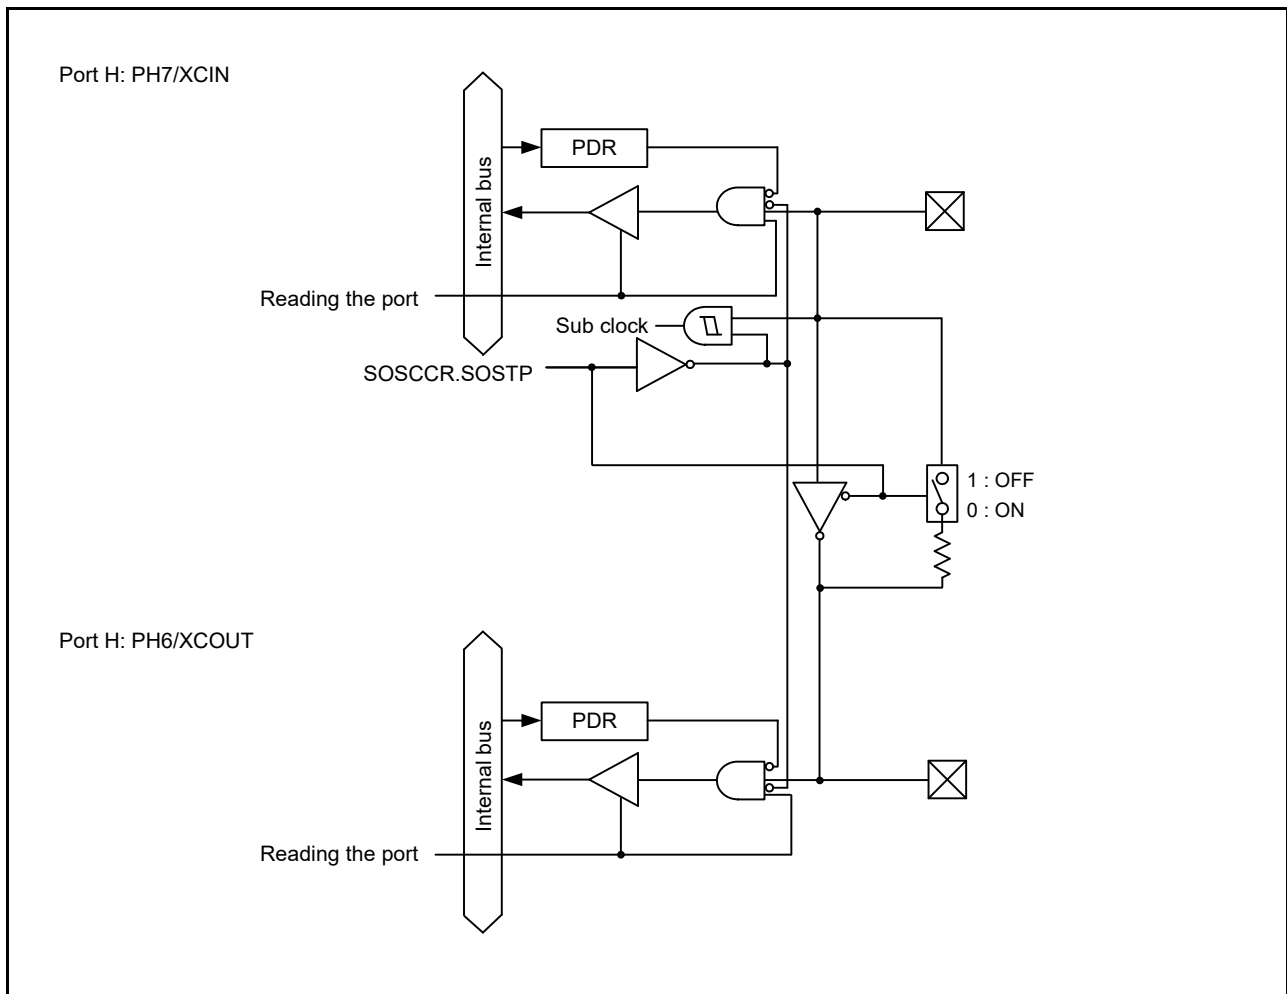 Port H: PH7/XCIN
PDR
Internal bus
Reading the port
Sub clock
SOSCCR.SOSTP
1 : OFF
0 : ON
Port H: PH6/XCOUT
PDR
Internal bus
Reading the port